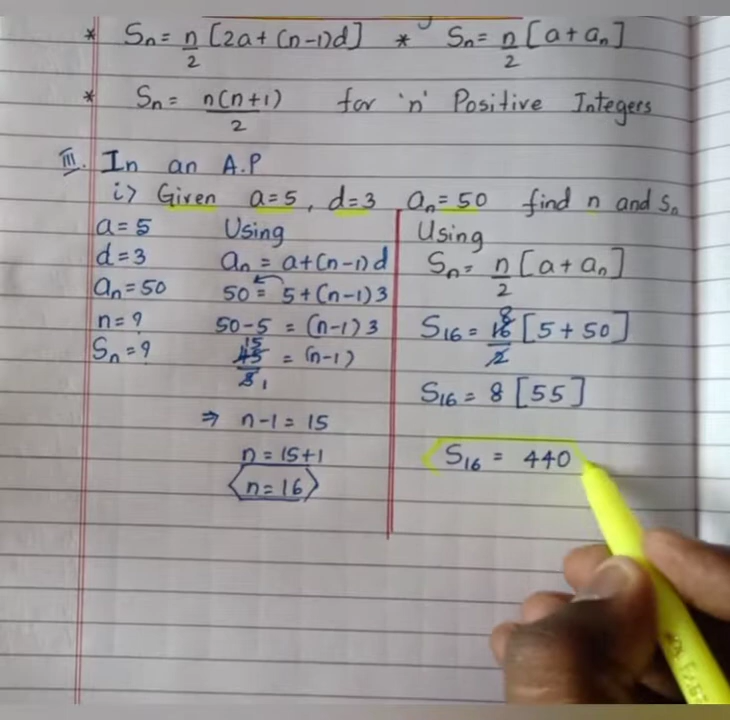 * Sn = n/2 [2a + (n-1)d] * Sn = n/2 [a + an]
* Sn = n(n+1)/2 for 'n' Positive Integers
III. In an A.P
i) Given a=5, d=3 an=50 find n and Sn
a=5
d=3
an=50
n=?
Sn=?
Using
an = a+(n-1)d
50 = 5+(n-1)3
50-5 = (n-1)3
15
45/3 = (n-1)
1
⇒ n-1=15
n=15+1
n=16
Using
Sn = n/2 [a + an]
8
S16 = 16/2 [5+50]
S16 = 8 [55]
S16 = 440